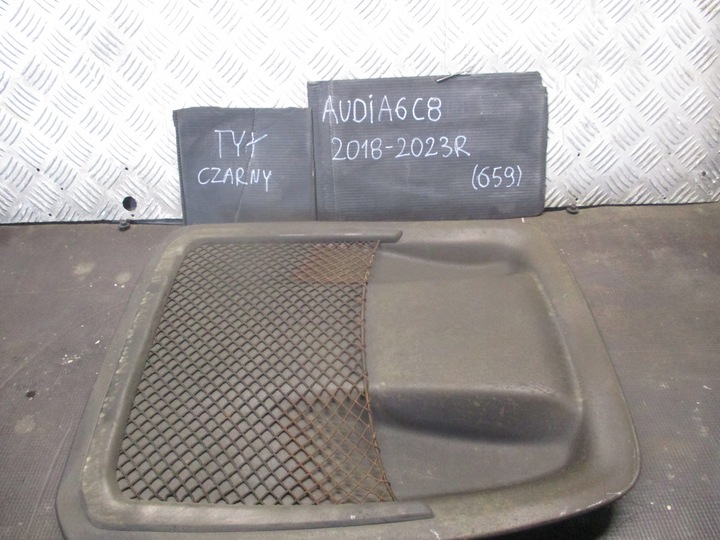 TYŁ
CZARNY
AUDiA6C8
2018-2023R
(659)